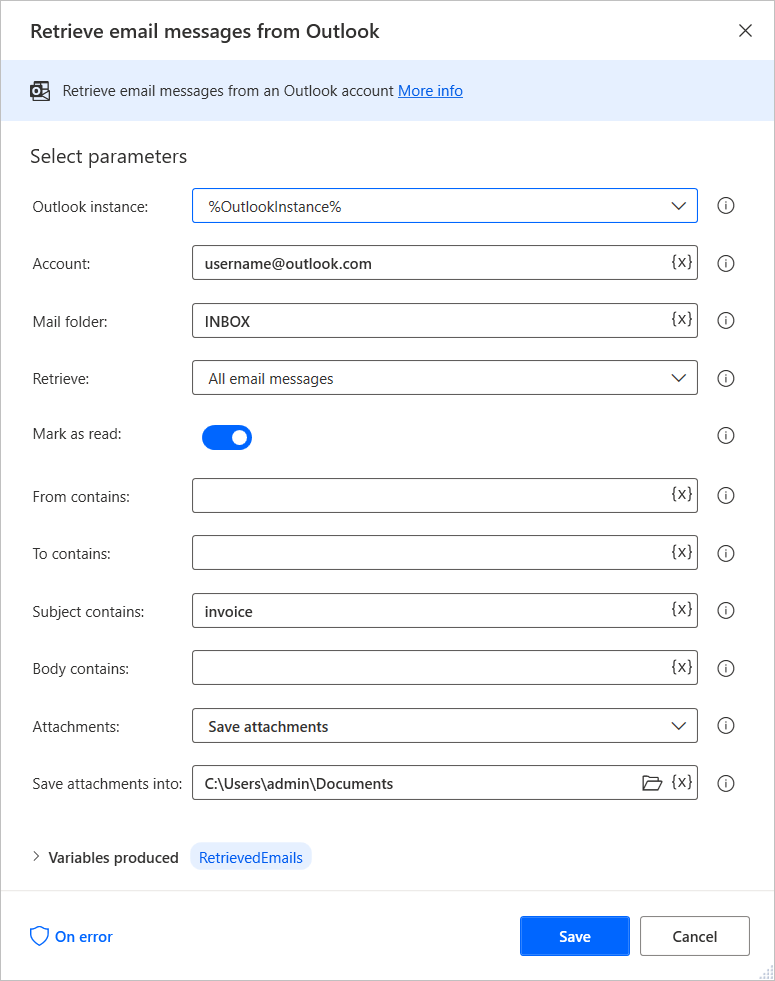 Retrieve email messages from Outlook
Retrieve email messages from an Outlook account More info
Select parameters
Outlook instance: %OutlookInstance%
Account: username@outlook.com {x}
Mail folder: INBOX {x}
Retrieve: All email messages
Mark as read:
From contains: {x}
To contains: {x}
Subject contains: invoice {x}
Body contains: {x}
Attachments: Save attachments
Save attachments into: C:\Users\admin\Documents {x}
Variables produced RetrievedEmails
On error Save Cancel